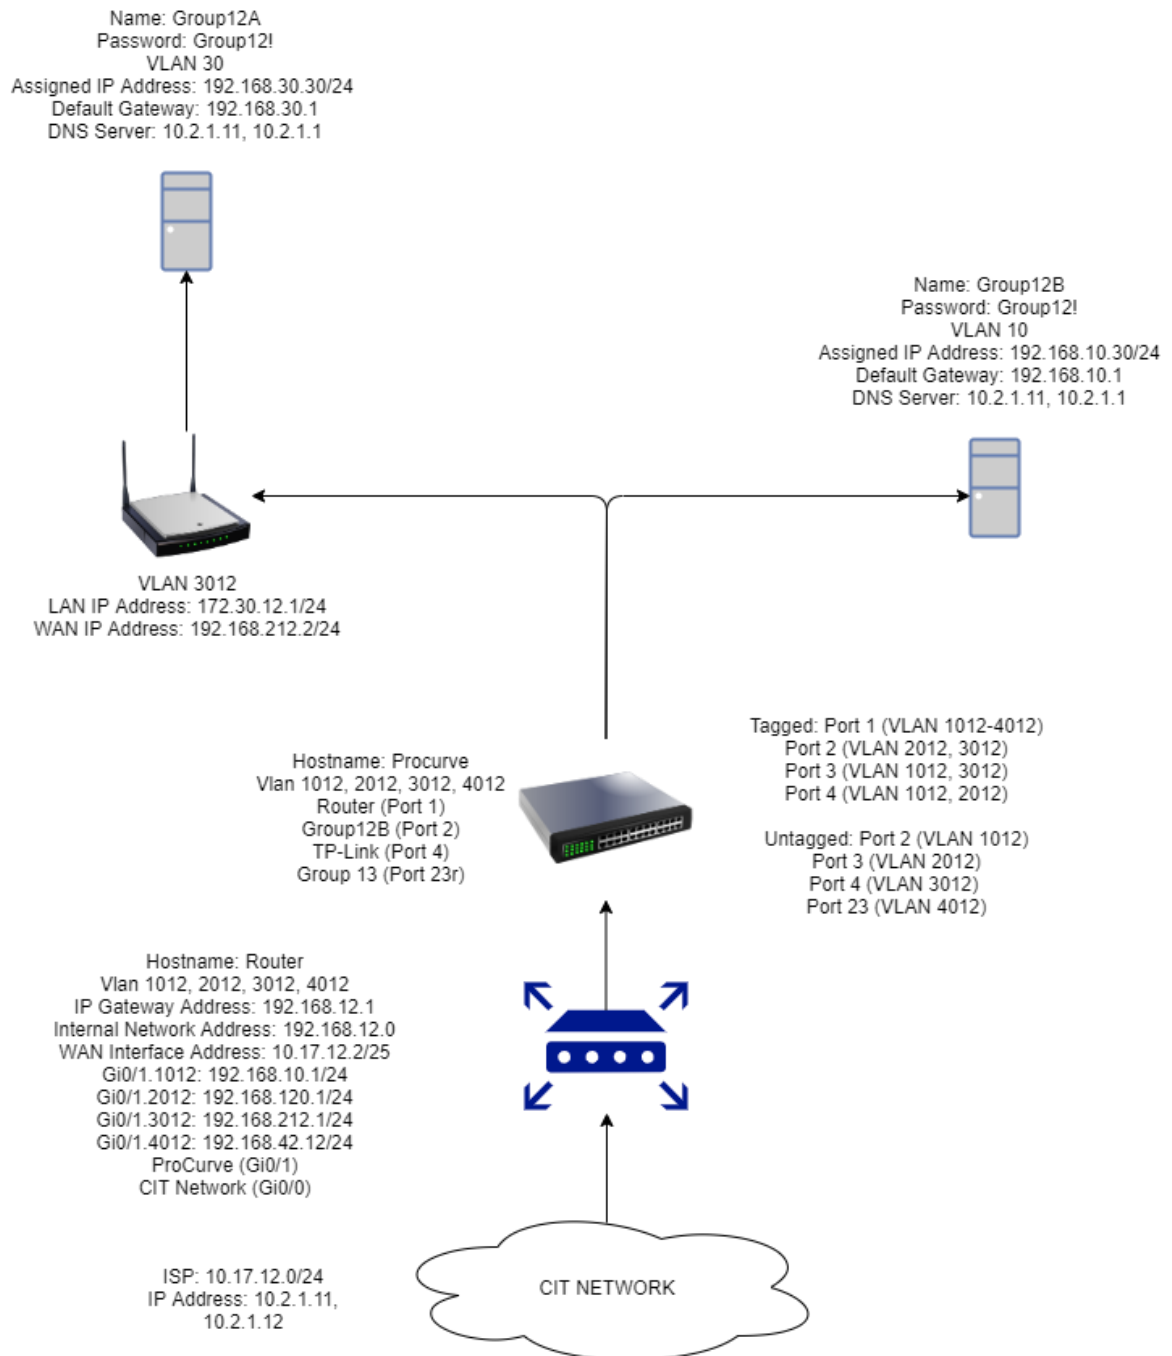 Name: Group12A
Password: Group12!
VLAN 30
Assigned IP Address: 192.168.30.30/24
Default Gateway: 192.168.30.1
DNS Server: 10.2.1.11, 10.2.1.1
Name: Group12B
Password: Group12!
VLAN 10
Assigned IP Address: 192.168.10.30/24
Default Gateway: 192.168.10.1
DNS Server: 10.2.1.11, 10.2.1.1
VLAN 3012
LAN IP Address: 172.30.12.1/24
WAN IP Address: 192.168.212.2/24
Hostname: Procurve
Vlan 1012, 2012, 3012, 4012
Router (Port 1)
Group12B (Port 2)
TP-Link (Port 4)
Group 13 (Port 23r)
Tagged: Port 1 (VLAN 1012-4012)
Port 2 (VLAN 2012, 3012)
Port 3 (VLAN 1012, 3012)
Port 4 (VLAN 1012, 2012)
Untagged: Port 2 (VLAN 1012)
Port 3 (VLAN 2012)
Port 4 (VLAN 3012)
Port 23 (VLAN 4012)
Hostname: Router
Vlan 1012, 2012, 3012, 4012
IP Gateway Address: 192.168.12.1
Internal Network Address: 192.168.12.0
WAN Interface Address: 10.17.12.2/25
Gi0/1.1012: 192.168.10.1/24
Gi0/1.2012: 192.168.120.1/24
Gi0/1.3012: 192.168.212.1/24
Gi0/1.4012: 192.168.42.12/24
ProCurve (Gi0/1)
CIT Network (Gi0/0)
ISP: 10.17.12.0/24
IP Address: 10.2.1.11,
10.2.1.12
CIT NETWORK